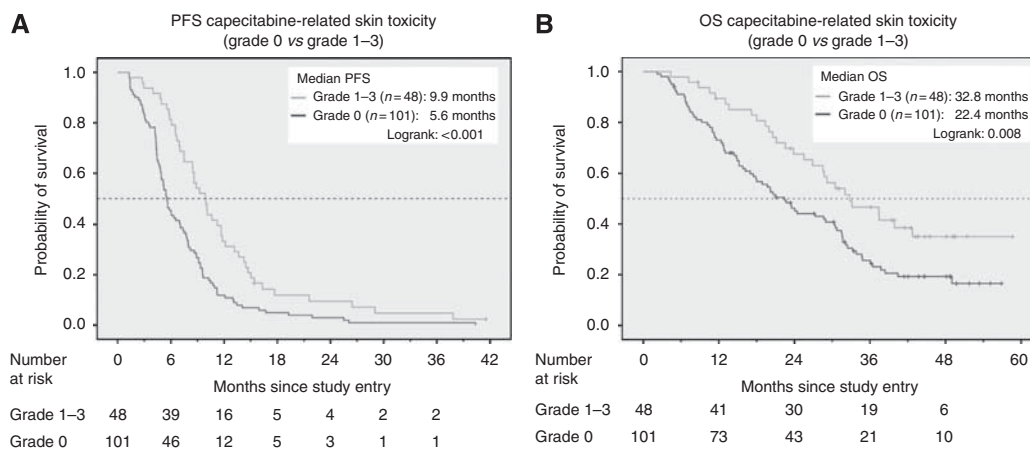 A
PFS capecitabine-related skin toxicity
(grade 0 vs grade 1–3)
Median PFS
Grade 1–3 (n=48): 9.9 months
Grade 0 (n=101): 5.6 months
Logrank: <0.001
Probability of survival
1.0
0.8
0.6
0.4
0.2
0.0
0 6 12 18 24 30 36 42
Months since study entry
Number
at risk
Grade 1–3 48 39 16 5 4 2 2
Grade 0 101 46 12 5 3 1 1
B
OS capecitabine-related skin toxicity
(grade 0 vs grade 1–3)
Median OS
Grade 1–3 (n=48): 32.8 months
Grade 0 (n=101): 22.4 months
Logrank: 0.008
Probability of survival
1.0
0.8
0.6
0.4
0.2
0.0
0 12 24 36 48 60
Months since study entry
Number
at risk
Grade 1–3 48 41 30 19 6
Grade 0 101 73 43 21 10